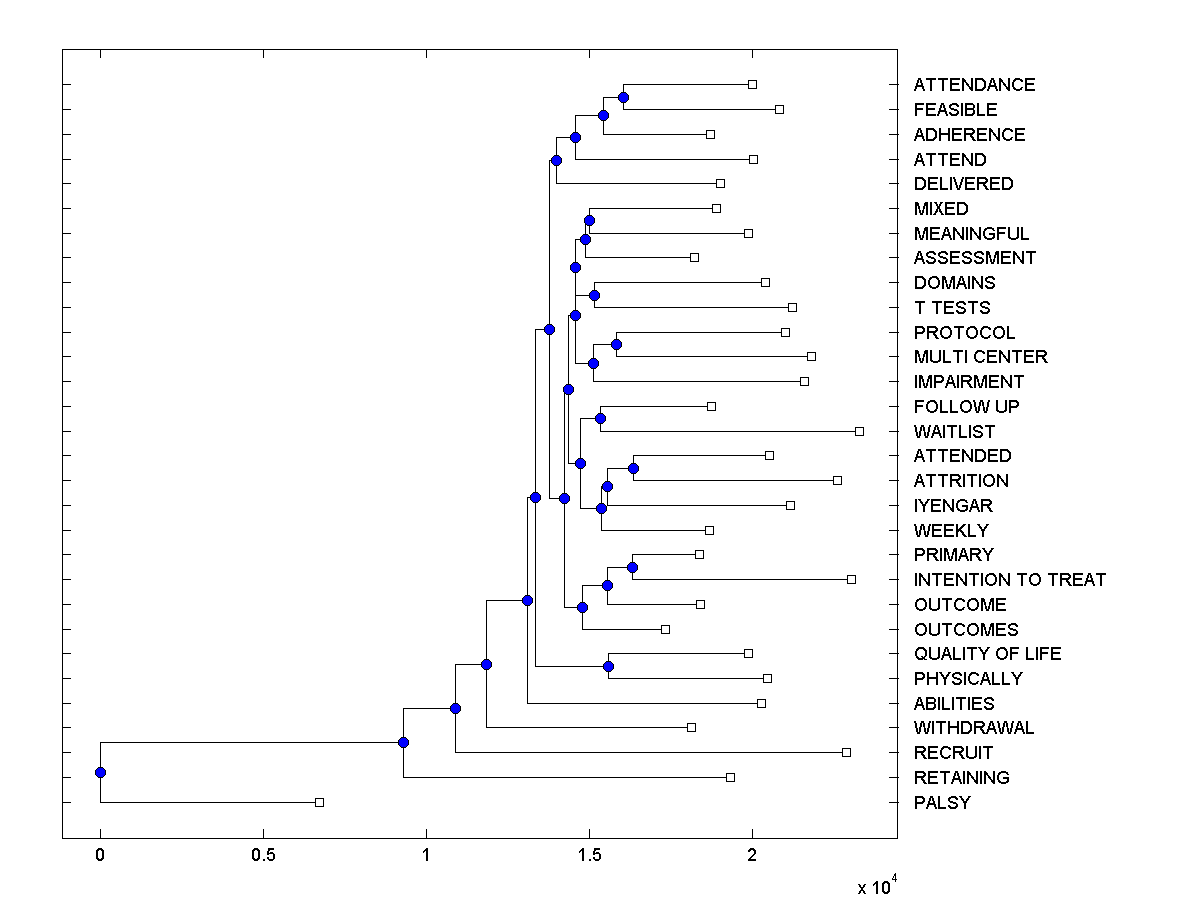 ATTENDANCE
FEASIBLE
ADHERENCE
ATTEND
DELIVERED
MIXED
MEANINGFUL
ASSESSMENT
DOMAINS
T TESTS
PROTOCOL
MULTI CENTER
IMPAIRMENT
FOLLOW UP
WAITLIST
ATTENDED
ATTRITION
IYENGAR
WEEKLY
PRIMARY
INTENTION TO TREAT
OUTCOME
OUTCOMES
QUALITY OF LIFE
PHYSICALLY
ABILITIES
WITHDRAWAL
RECRUIT
RETAINING
PALSY
0 0.5 1 1.5 2
x 10^4